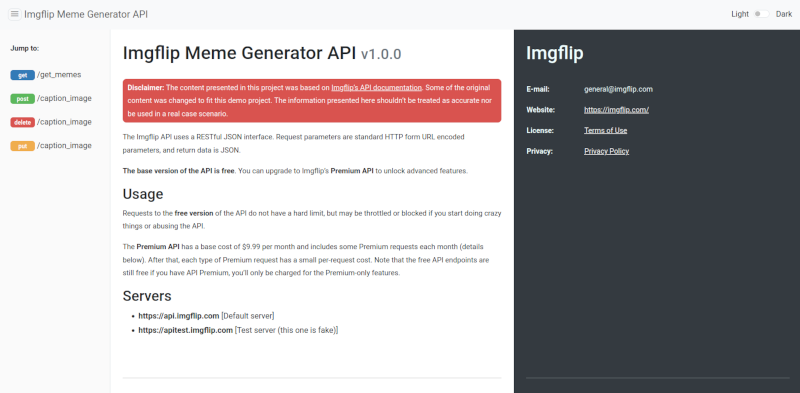 Imgflip Meme Generator API
Light Dark
Jump to:
get /get_memes
post /caption_image
delete /caption_image
put /caption_image
Imgflip Meme Generator API v1.0.0
Disclaimer: The content presented in this project was based on Imgflip's API documentation. Some of the original
content was changed to fit this demo project. The information presented here shouldn't be treated as accurate nor
be used in a real case scenario.
The Imgflip API uses a RESTful JSON interface. Request parameters are standard HTTP form URL encoded
parameters, and return data is JSON.
The base version of the API is free. You can upgrade to Imgflip's Premium API to unlock advanced features.
Usage
Requests to the free version of the API do not have a hard limit, but may be throttled or blocked if you start doing crazy
things or abusing the API.
The Premium API has a base cost of $9.99 per month and includes some Premium requests each month (details
below). After that, each type of Premium request has a small per-request cost. Note that the free API endpoints are
still free if you have API Premium, you'll only be charged for the Premium-only features.
Servers
• https://api.imgflip.com [Default server]
• https://apitest.imgflip.com [Test server (this one is fake)]
Imgflip
E-mail: general@imgflip.com
Website: https://imgflip.com/
License: Terms of Use
Privacy: Privacy Policy